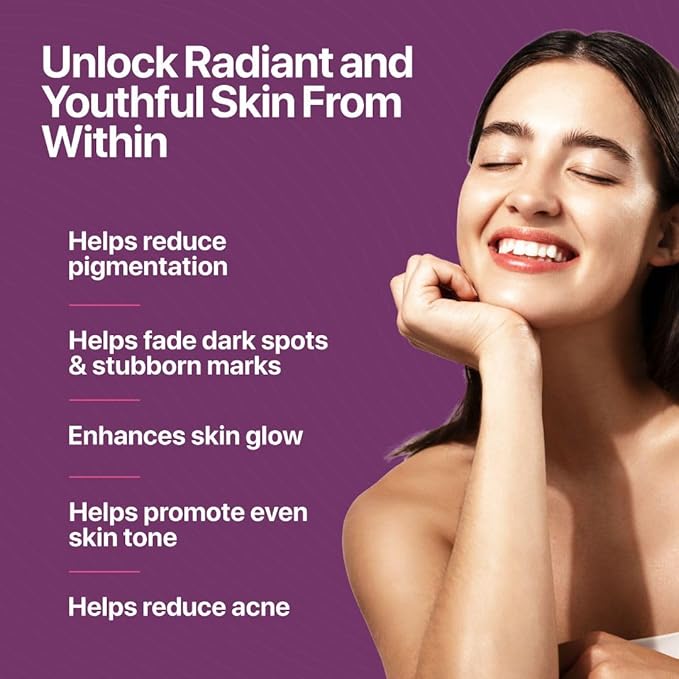 Unlock Radiant and
Youthful Skin From
Within
Helps reduce
pigmentation
Helps fade dark spots
& stubborn marks
Enhances skin glow
Helps promote even
skin tone
Helps reduce acne